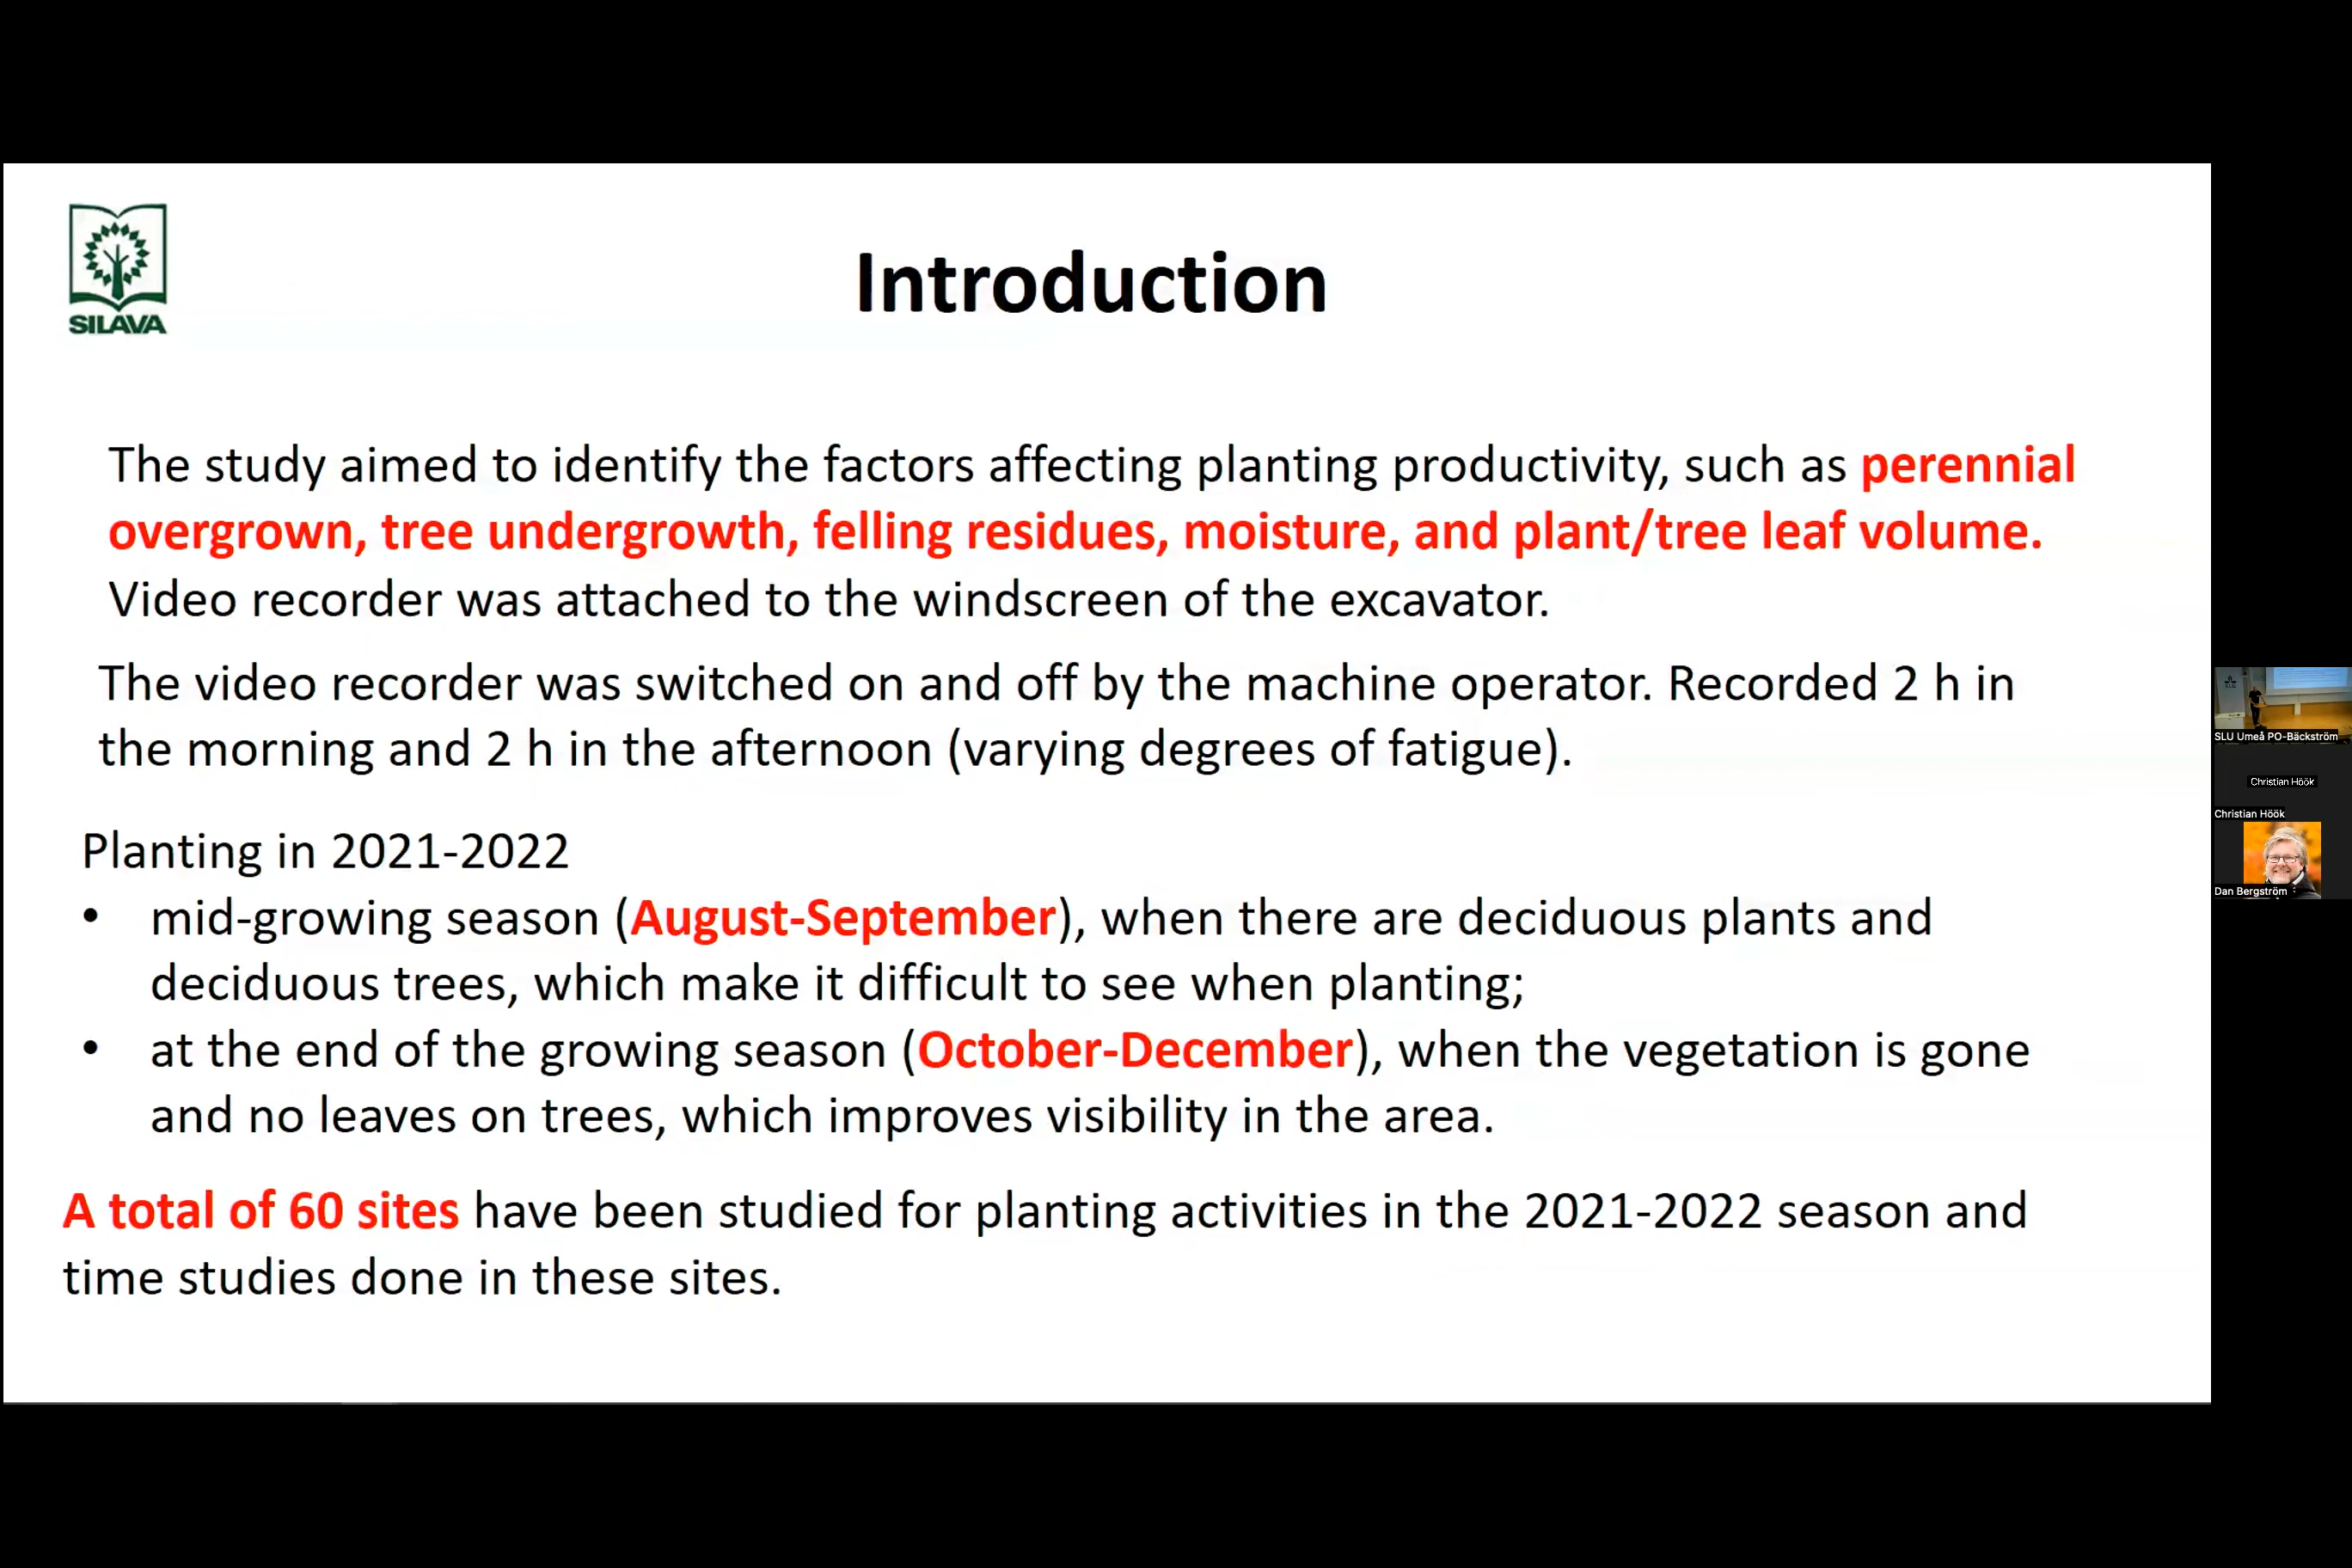 SILAVA
Introduction
The study aimed to identify the factors affecting planting productivity, such as perennial
overgrown, tree undergrowth, felling residues, moisture, and plant/tree leaf volume.
Video recorder was attached to the windscreen of the excavator.
The video recorder was switched on and off by the machine operator. Recorded 2 h in
the morning and 2 h in the afternoon (varying degrees of fatigue).
Planting in 2021-2022
• mid-growing season (August-September), when there are deciduous plants and
deciduous trees, which make it difficult to see when planting;
• at the end of the growing season (October-December), when the vegetation is gone
and no leaves on trees, which improves visibility in the area.
A total of 60 sites have been studied for planting activities in the 2021-2022 season and
time studies done in these sites.
SLU Umeå PO-Bäckström
Christian Höök
Christian Höök
Dan Bergström